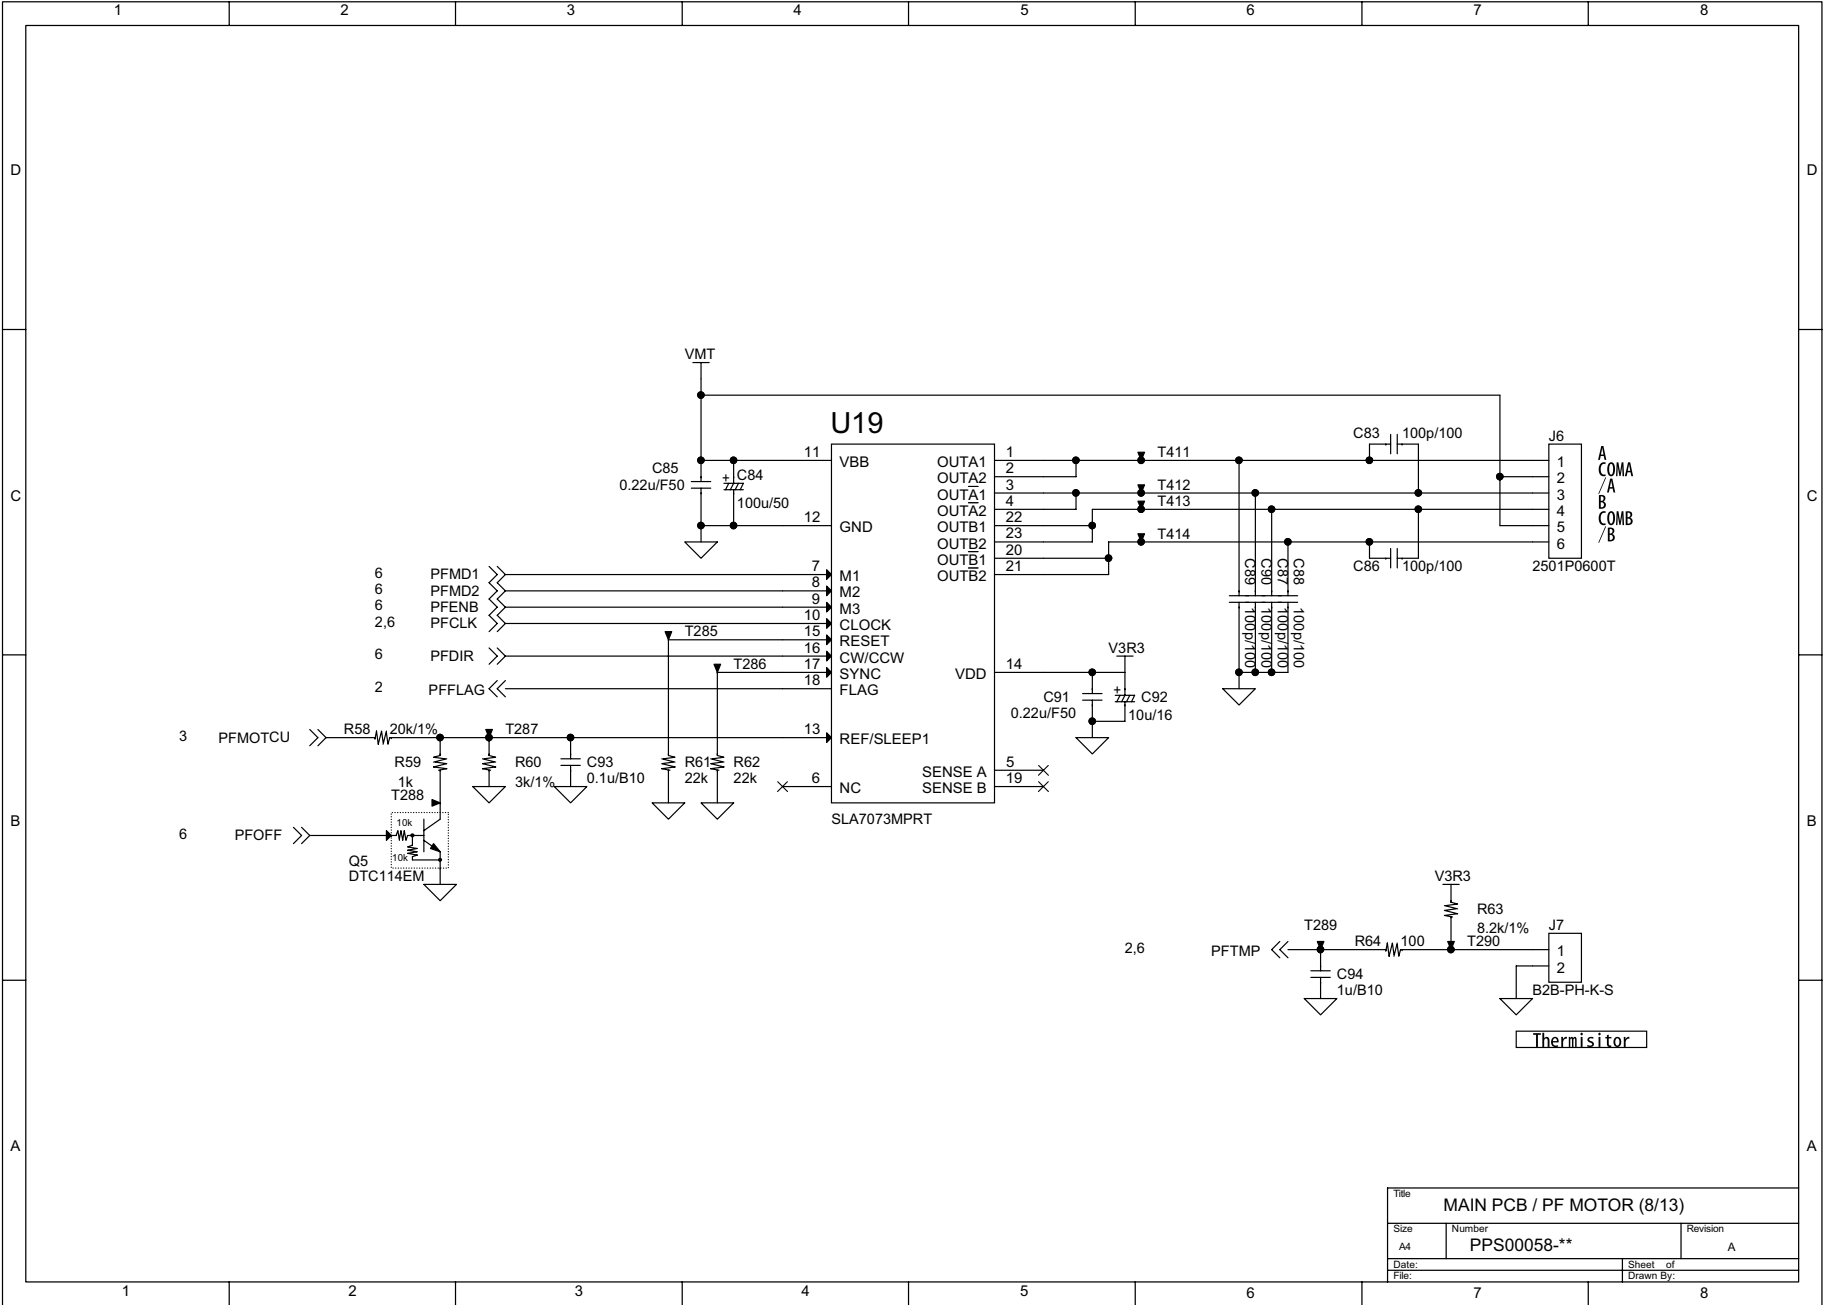 1 2 3 4 5 6 7 8
D D
VMT
U19
C85
0.22u/F50
C84
100u/50
11 VBB
12 GND
6 PFMD1 7 M1
6 PFMD2 8 M2
6 PFENB 9 M3
2,6 PFCLK 10 CLOCK
T285 15 RESET
6 PFDIR 16 CW/CCW
T286 17 SYNC
2 PFFLAG 18 FLAG
3 PFMOTCU R58 20k/1% T287 13 REF/SLEEP1
6 NC
OUTA1 1 T411
OUTA2 2
OUTA̅1 3 T412
OUTA̅2 4 T413
OUTB1 22
OUTB2 23 T414
OUTB̅1 20
OUTB̅2 21
VDD 14
SENSE A 5
SENSE B 19
SLA7073MPRT
C83 100p/100
C86 100p/100
C89 100p/100
C90 100p/100
C87 100p/100
C88 100p/100
J6
1 A
2 COMA
3 /A
4 B
5 COMB
6 /B
2501P0600T
C C
V3R3
C91
0.22u/F50
C92
10u/16
R59
1k
T288
R60
3k/1%
C93
0.1u/B10
R61
22k
R62
22k
B B
6 PFOFF
10k
10k
Q5
DTC114EM
V3R3
R63
8.2k/1%
T289
2,6 PFTMP R64 100 T290
C94
1u/B10
J7
1
2
B2B-PH-K-S
Thermisitor
A A
Title
MAIN PCB / PF MOTOR (8/13)
Size Number Revision
A4 PPS00058-** A
Date: Sheet of
File: Drawn By:
1 2 3 4 5 6 7 8